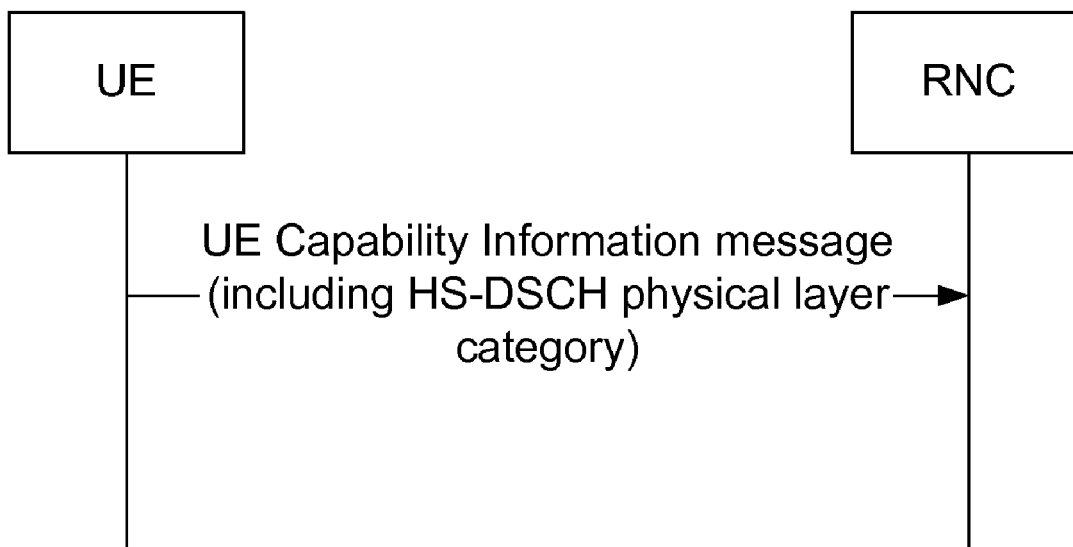 UE
RNC
UE Capability Information message
(including HS-DSCH physical layer
category)